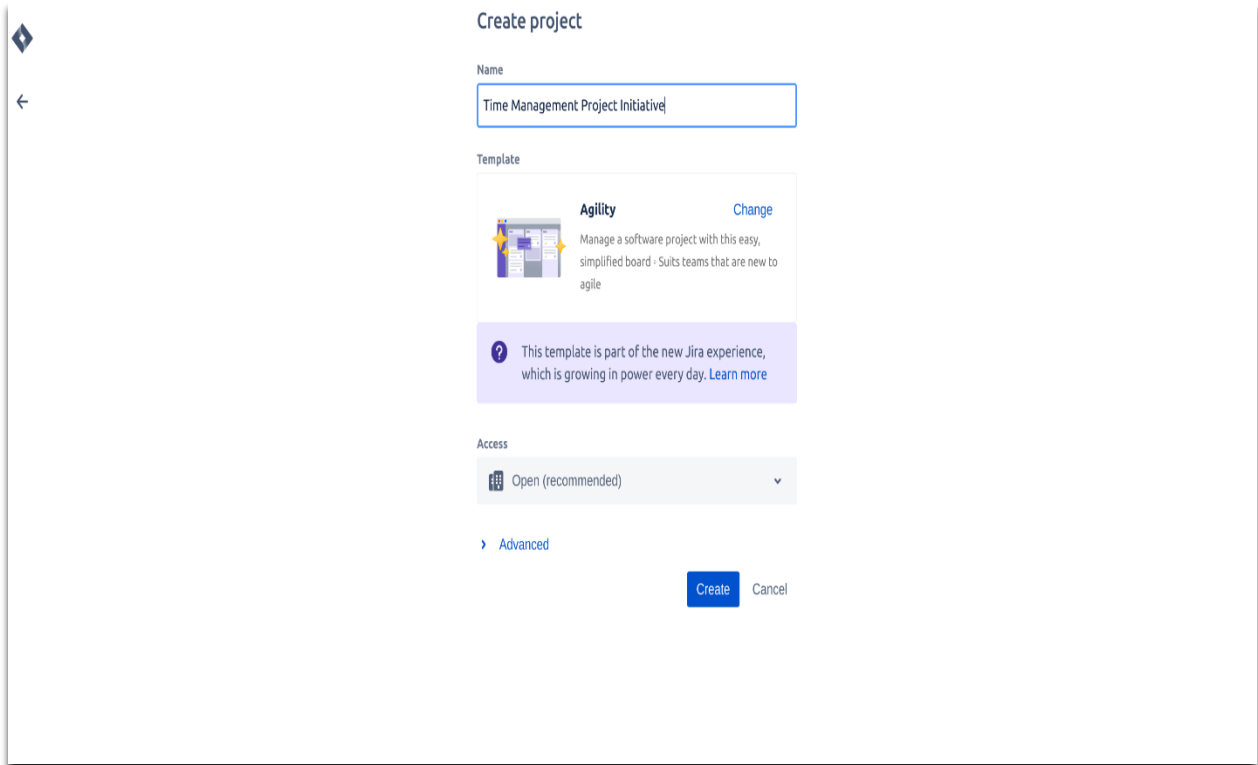 Create project
Name
Time Management Project Initiative
Template
Agility
Change
Manage a software project with this easy,
simplified board · Suits teams that are new to
agile
This template is part of the new Jira experience,
which is growing in power every day. Learn more
Access
Open (recommended)
Advanced
Create
Cancel